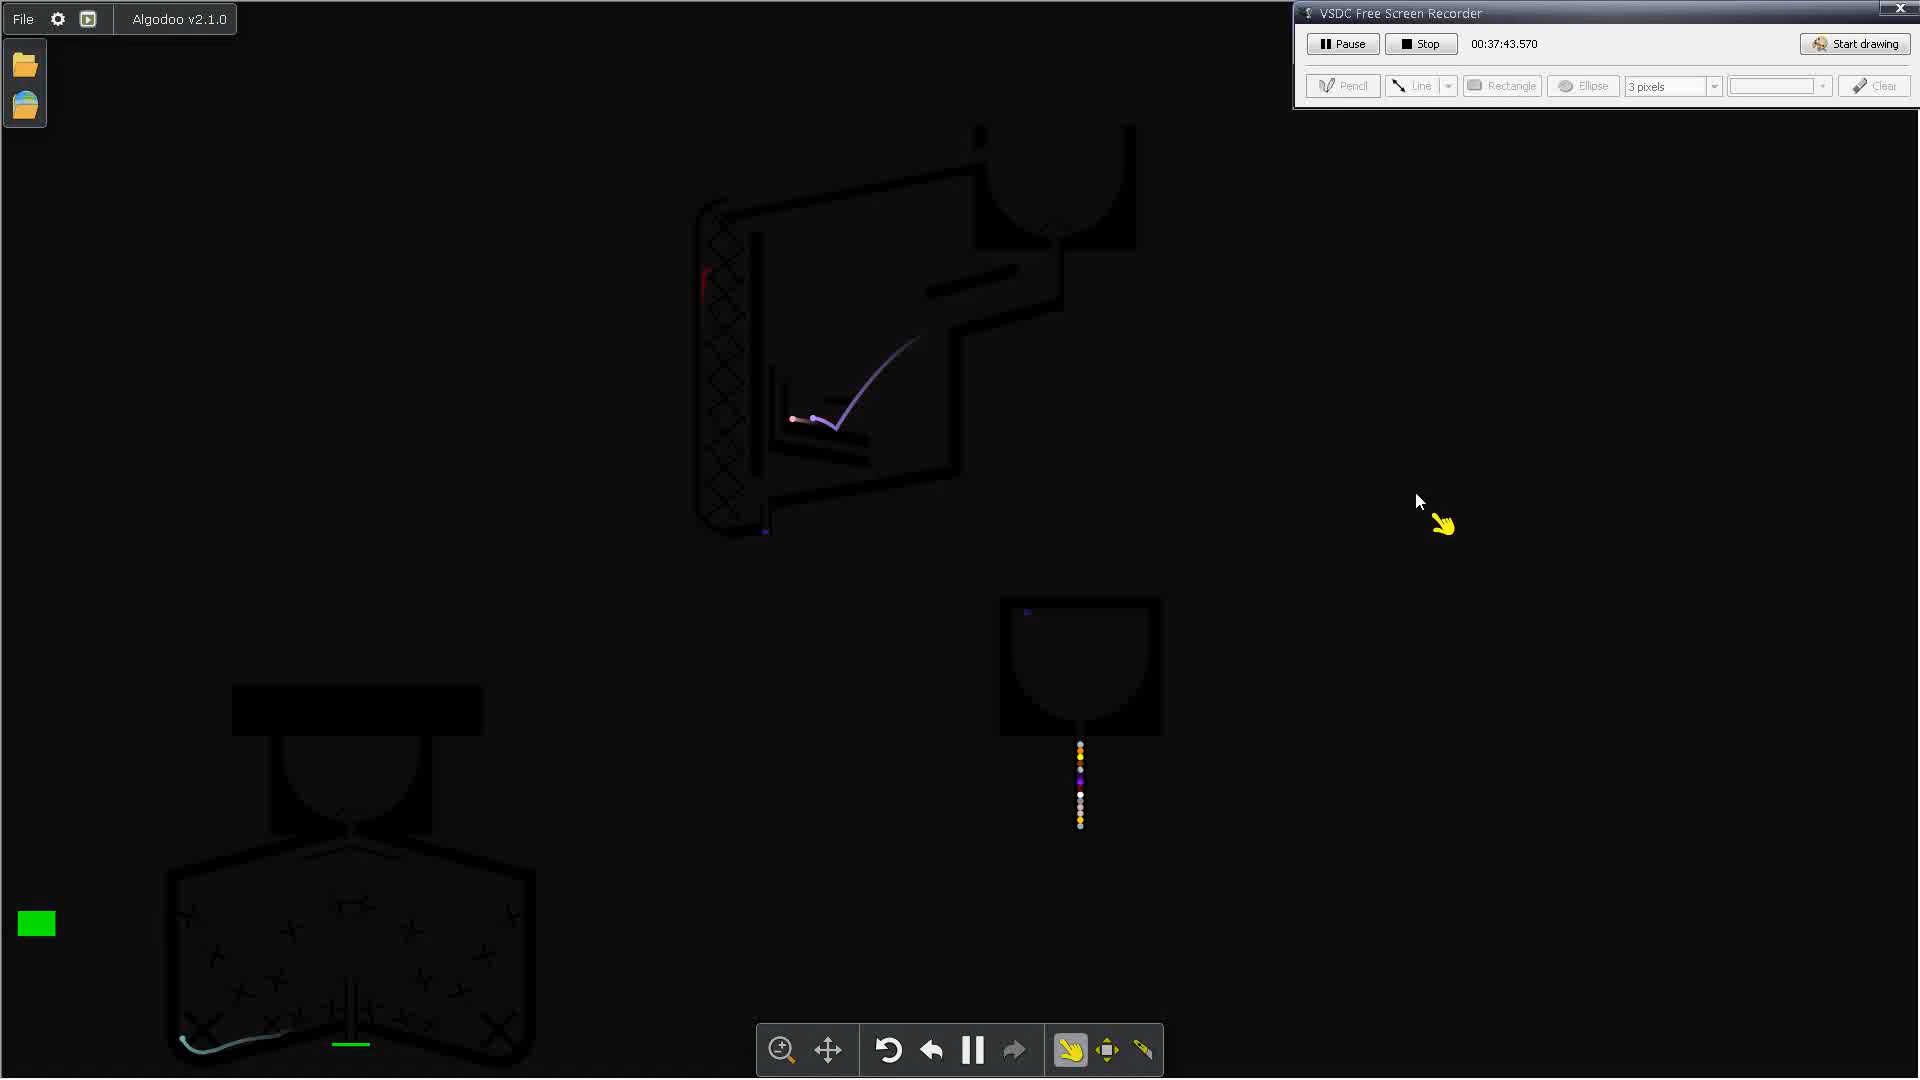 File
Algodoo v2.1.0
VSDC Free Screen Recorder
Pause
Stop
00:37:43.570
Start drawing
Pencil
Line
Rectangle
Ellipse
3 pixels
Clear